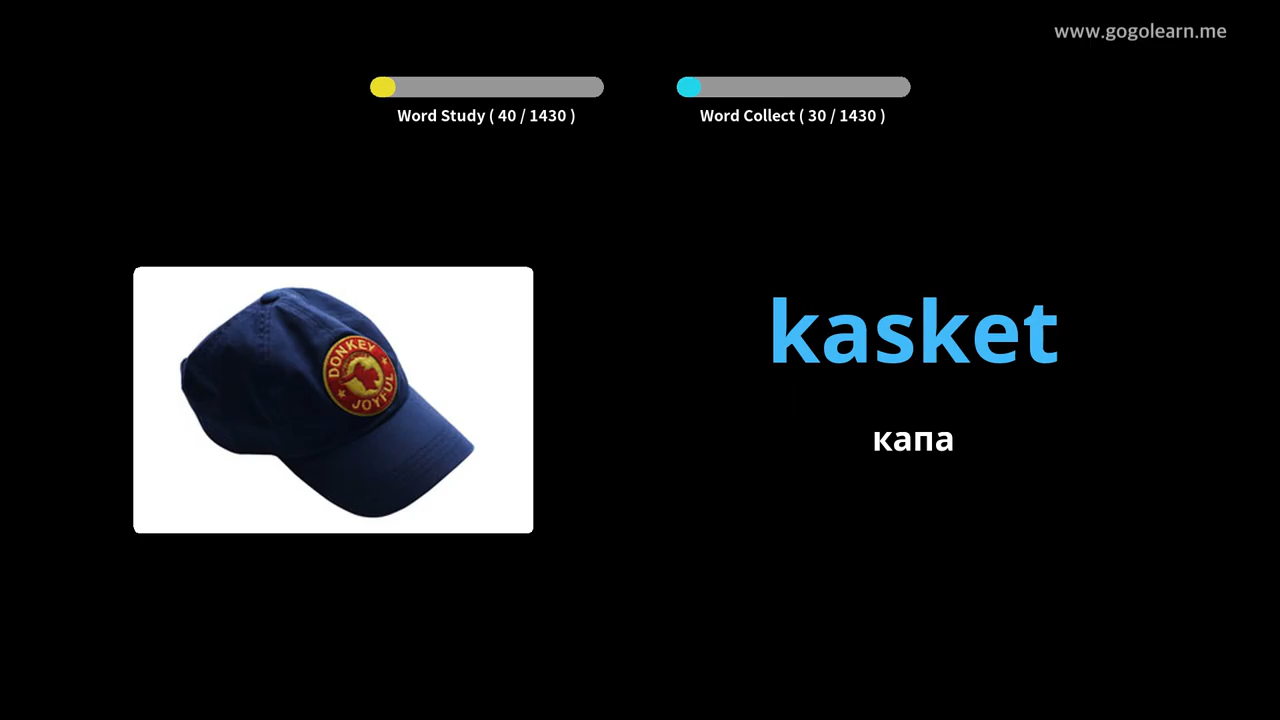 www.gogolearn.me
Word Study ( 40 / 1430 )
Word Collect ( 30 / 1430 )
DONKEY
JOYFUL
kasket
капа